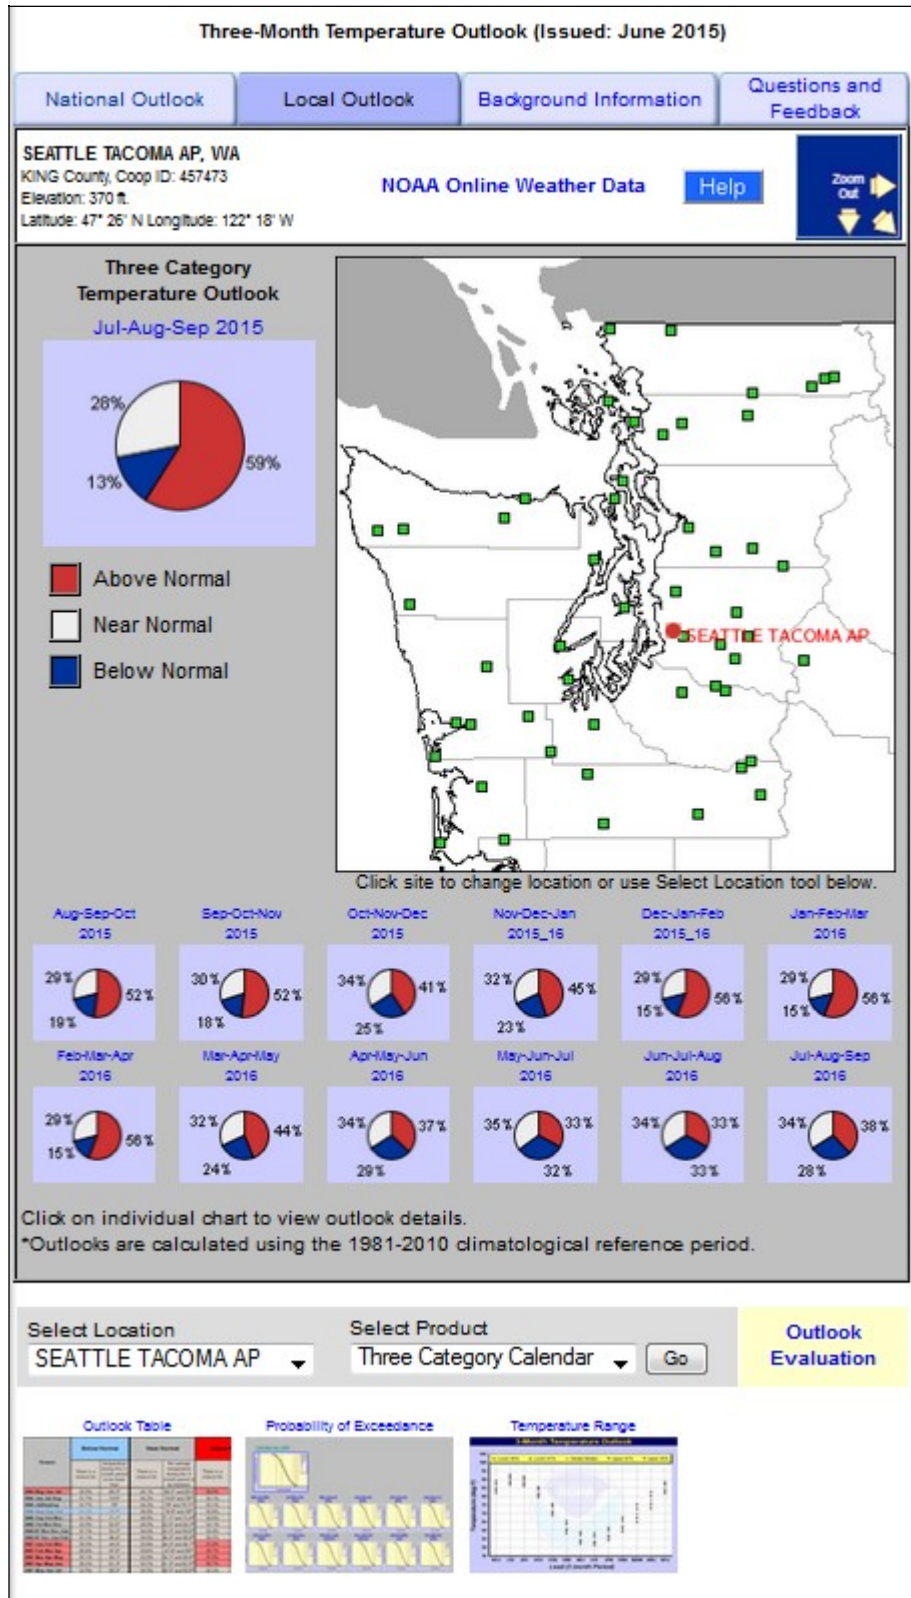 Three-Month Temperature Outlook (Issued: June 2015)
National Outlook
Local Outlook
Background Information
Questions and
Feedback
SEATTLE TACOMA AP, WA
KING County, Coop ID: 457473
Elevation: 370 ft.
Latitude: 47° 26' N Longitude: 122° 18' W
NOAA Online Weather Data
Help
Zoom
Out
Three Category
Temperature Outlook
Jul-Aug-Sep 2015
28%
59%
13%
Above Normal
Near Normal
Below Normal
SEATTLE TACOMA AP
Click site to change location or use Select Location tool below.
Aug-Sep-Oct
2015
29%
52%
19%
Sep-Oct-Nov
2015
30%
52%
18%
Oct-Nov-Dec
2015
34%
41%
25%
Nov-Dec-Jan
2015_16
32%
45%
23%
Dec-Jan-Feb
2015_16
29%
56%
15%
Jan-Feb-Mar
2016
29%
56%
15%
Feb-Mar-Apr
2016
29%
56%
15%
Mar-Apr-May
2016
32%
44%
24%
Apr-May-Jun
2016
34%
37%
29%
May-Jun-Jul
2016
35%
33%
32%
Jun-Jul-Aug
2016
34%
33%
33%
Jul-Aug-Sep
2016
34%
38%
28%
Click on individual chart to view outlook details.
*Outlooks are calculated using the 1981-2010 climatological reference period.
Select Location
SEATTLE TACOMA AP
Select Product
Three Category Calendar
Go
Outlook
Evaluation
Outlook Table
Probability of Exceedance
Temperature Range
Below Normal
Near Normal
3-Month Temperature Outlook